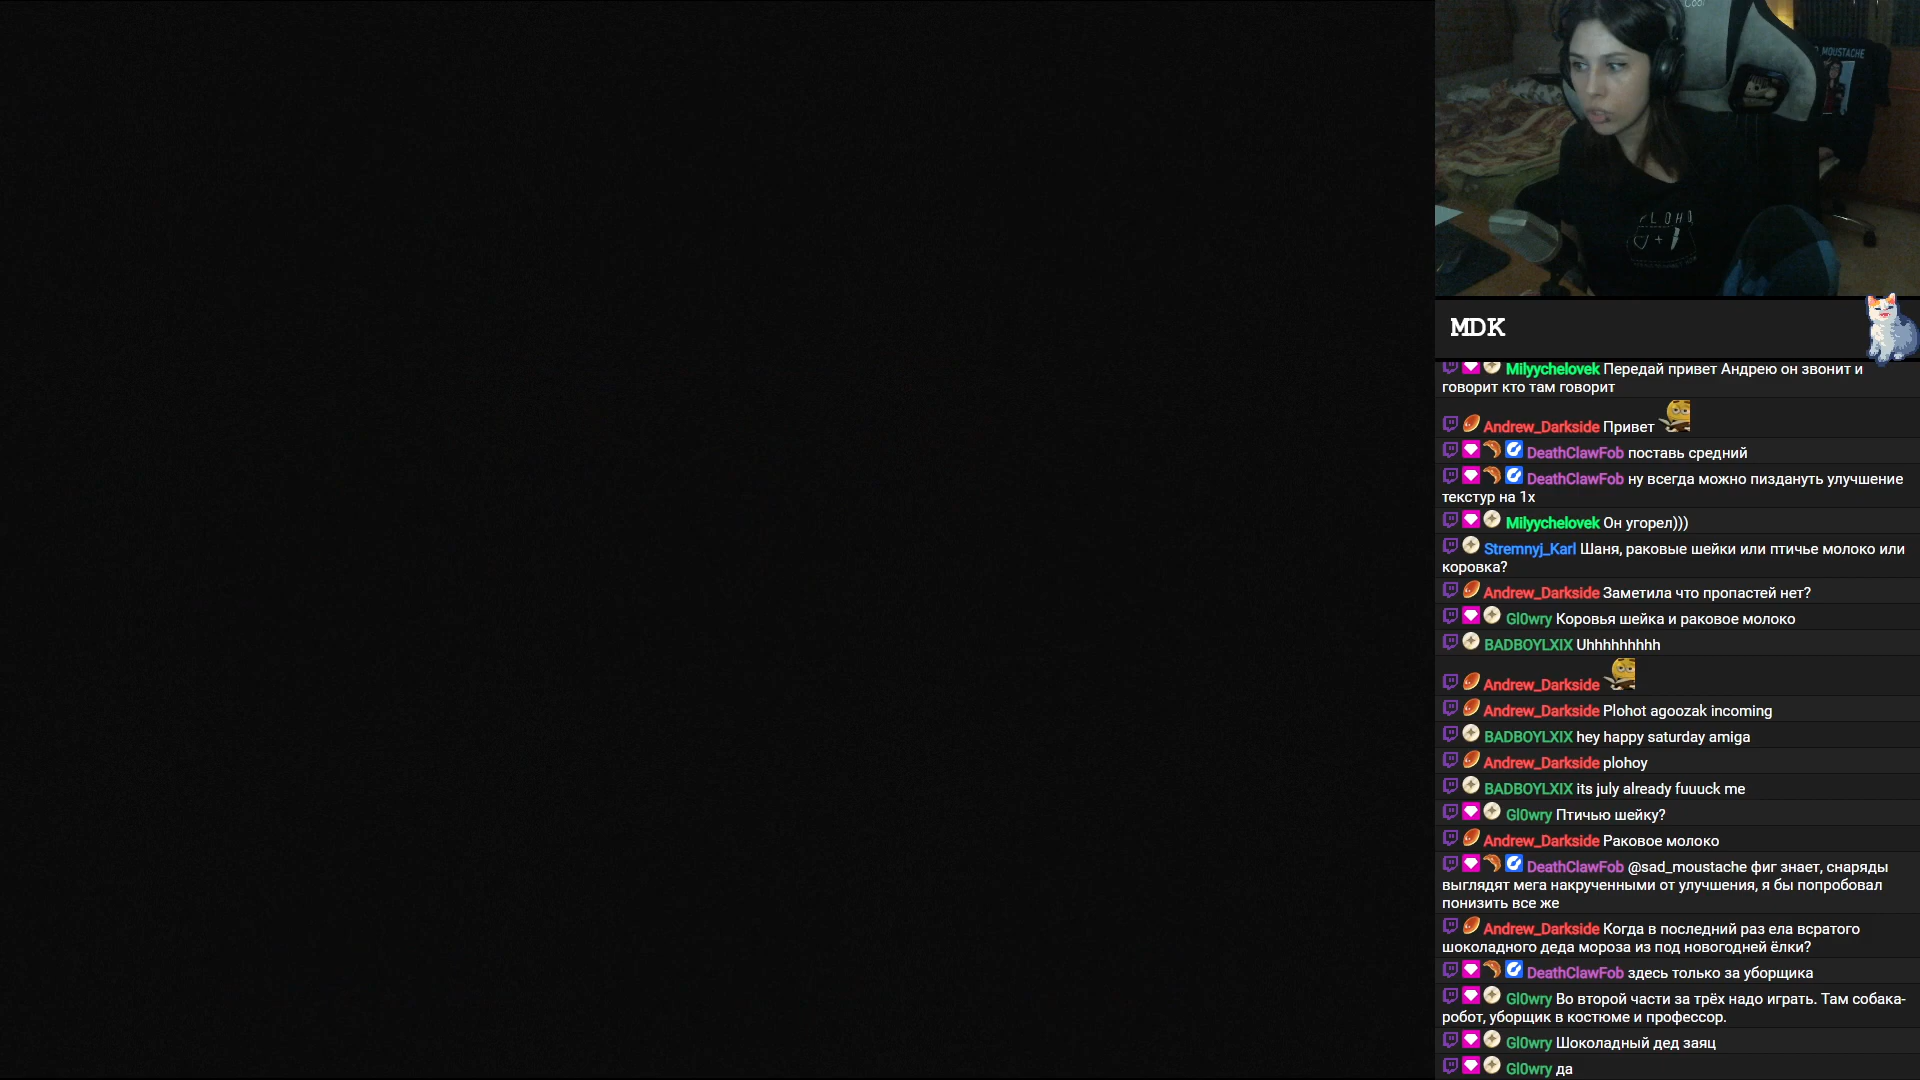 Cool
MOUSTACHE
PLOHO
MDK
Milyychelovek Передай привет Андрею он звонит и
говорит кто там говорит
Andrew_Darkside Привет
DeathClawFob поставь средний
DeathClawFob ну всегда можно пиздануть улучшение
текстур на 1х
Milyychelovek Он угорел)))
Stremnyj_Karl Шаня, раковые шейки или птичье молоко или
коровка?
Andrew_Darkside Заметила что пропастей нет?
Gl0wry Коровья шейка и раковое молоко
BADBOYLXIX Uhhhhhhhhh
Andrew_Darkside
Andrew_Darkside Plohot agoozak incoming
BADBOYLXIX hey happy saturday amiga
Andrew_Darkside plohoy
BADBOYLXIX its july already fuuuck me
Gl0wry Птичью шейку?
Andrew_Darkside Раковое молоко
DeathClawFob @sad_moustache фиг знает, снаряды
выглядят мега накрученными от улучшения, я бы попробовал
понизить все же
Andrew_Darkside Когда в последний раз ела всратого
шоколадного деда мороза из под новогодней ёлки?
DeathClawFob здесь только за уборщика
Gl0wry Во второй части за трёх надо играть. Там собака-
робот, уборщик в костюме и профессор.
Gl0wry Шоколадный дед заяц
Gl0wry да